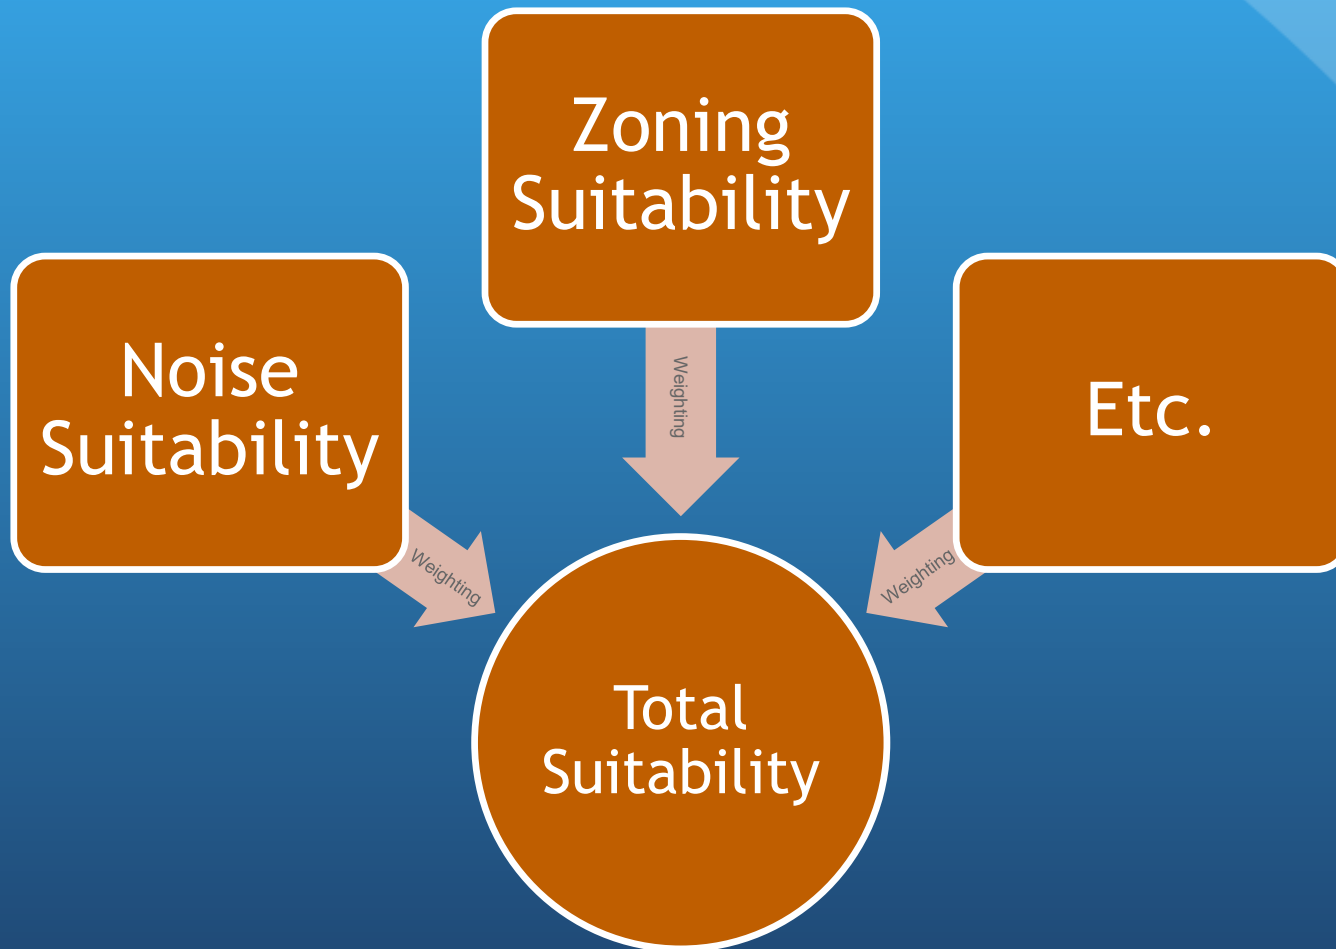 Zoning
Suitability
Noise
Suitability
Etc.
Weighting
Weighting
Weighting
Total
Suitability